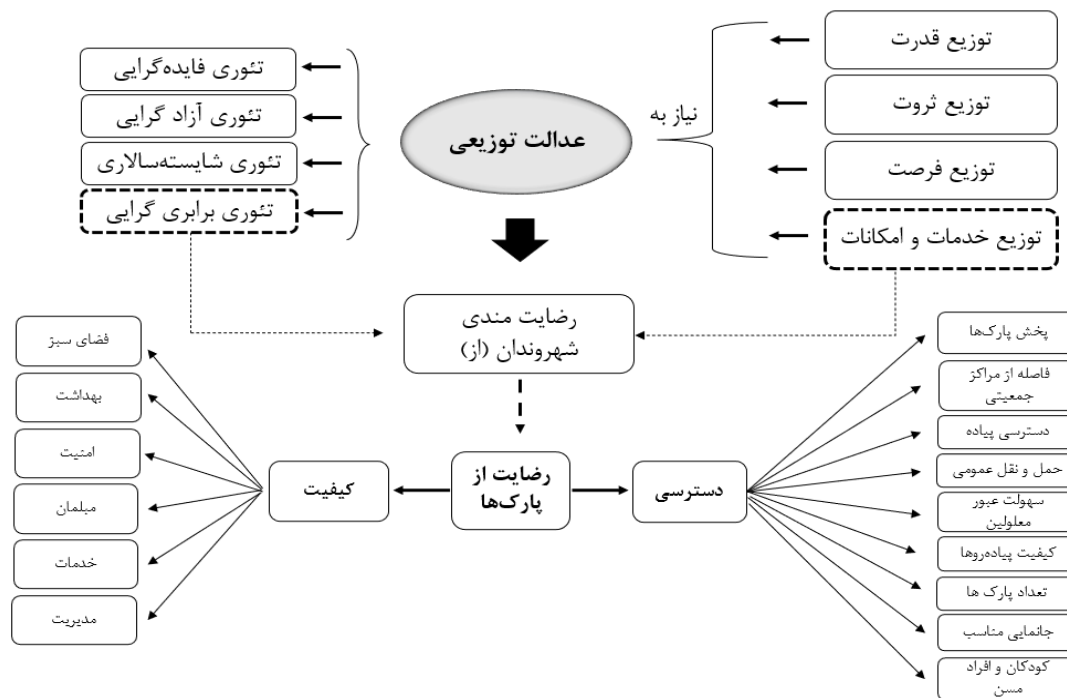 توزیع قدرت
توزیع ثروت
توزیع فرصت
توزیع خدمات و امکانات
نیاز به
عدالت توزیعی
تئوری فایده‌گرایی
تئوری آزاد گرایی
تئوری شایسته‌سالاری
تئوری برابری گرایی
رضایت مندی
شهروندان (از)
رضایت از
پارک‌ها
دسترسی
پخش پارک‌ها
فاصله از مراکز
جمعیتی
دسترسی پیاده
حمل و نقل عمومی
سهولت عبور
معلولین
کیفیت پیاده‌روها
تعداد پارک ها
جانمایی مناسب
کودکان و افراد
مسن
کیفیت
فضای سبز
بهداشت
امنیت
مبلمان
خدمات
مدیریت